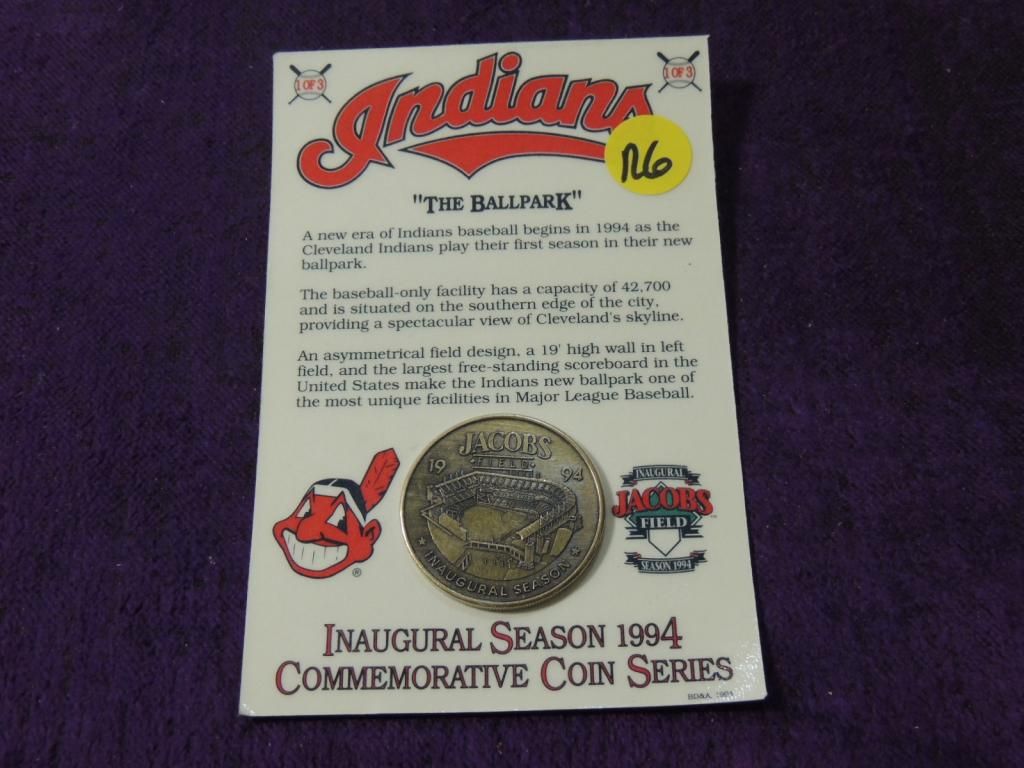 1 OF 3
1 OF 3
Indians
R6
"THE BALLPARK"
A new era of Indians baseball begins in 1994 as the
Cleveland Indians play their first season in their new
ballpark.
The baseball-only facility has a capacity of 42,700
and is situated on the southern edge of the city,
providing a spectacular view of Cleveland's skyline.
An asymmetrical field design, a 19' high wall in left
field, and the largest free-standing scoreboard in the
United States make the Indians new ballpark one of
the most unique facilities in Major League Baseball.
JACOBS
FIELD
19 94
INAUGURAL SEASON
®
INAUGURAL
JACOBS
FIELD
SEASON 1994
INAUGURAL SEASON 1994
COMMEMORATIVE COIN SERIES
BD&A 1994